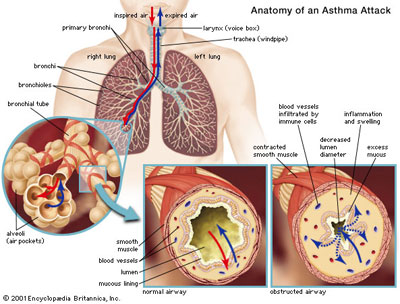 Anatomy of an Asthma Attack
inspired air
expired air
primary bronchi
larynx (voice box)
trachea (windpipe)
bronchi
right lung
left lung
bronchioles
bronchial tube
alveoli
(air pockets)
smooth
muscle
blood vessels
lumen
mucous lining
normal airway
blood vessels
infiltrated by
immune cells
inflammation
and swelling
contracted
smooth muscle
decreased
lumen
diameter
excess
mucous
obstructed airway
© 2001 Encyclopædia Britannica, Inc.